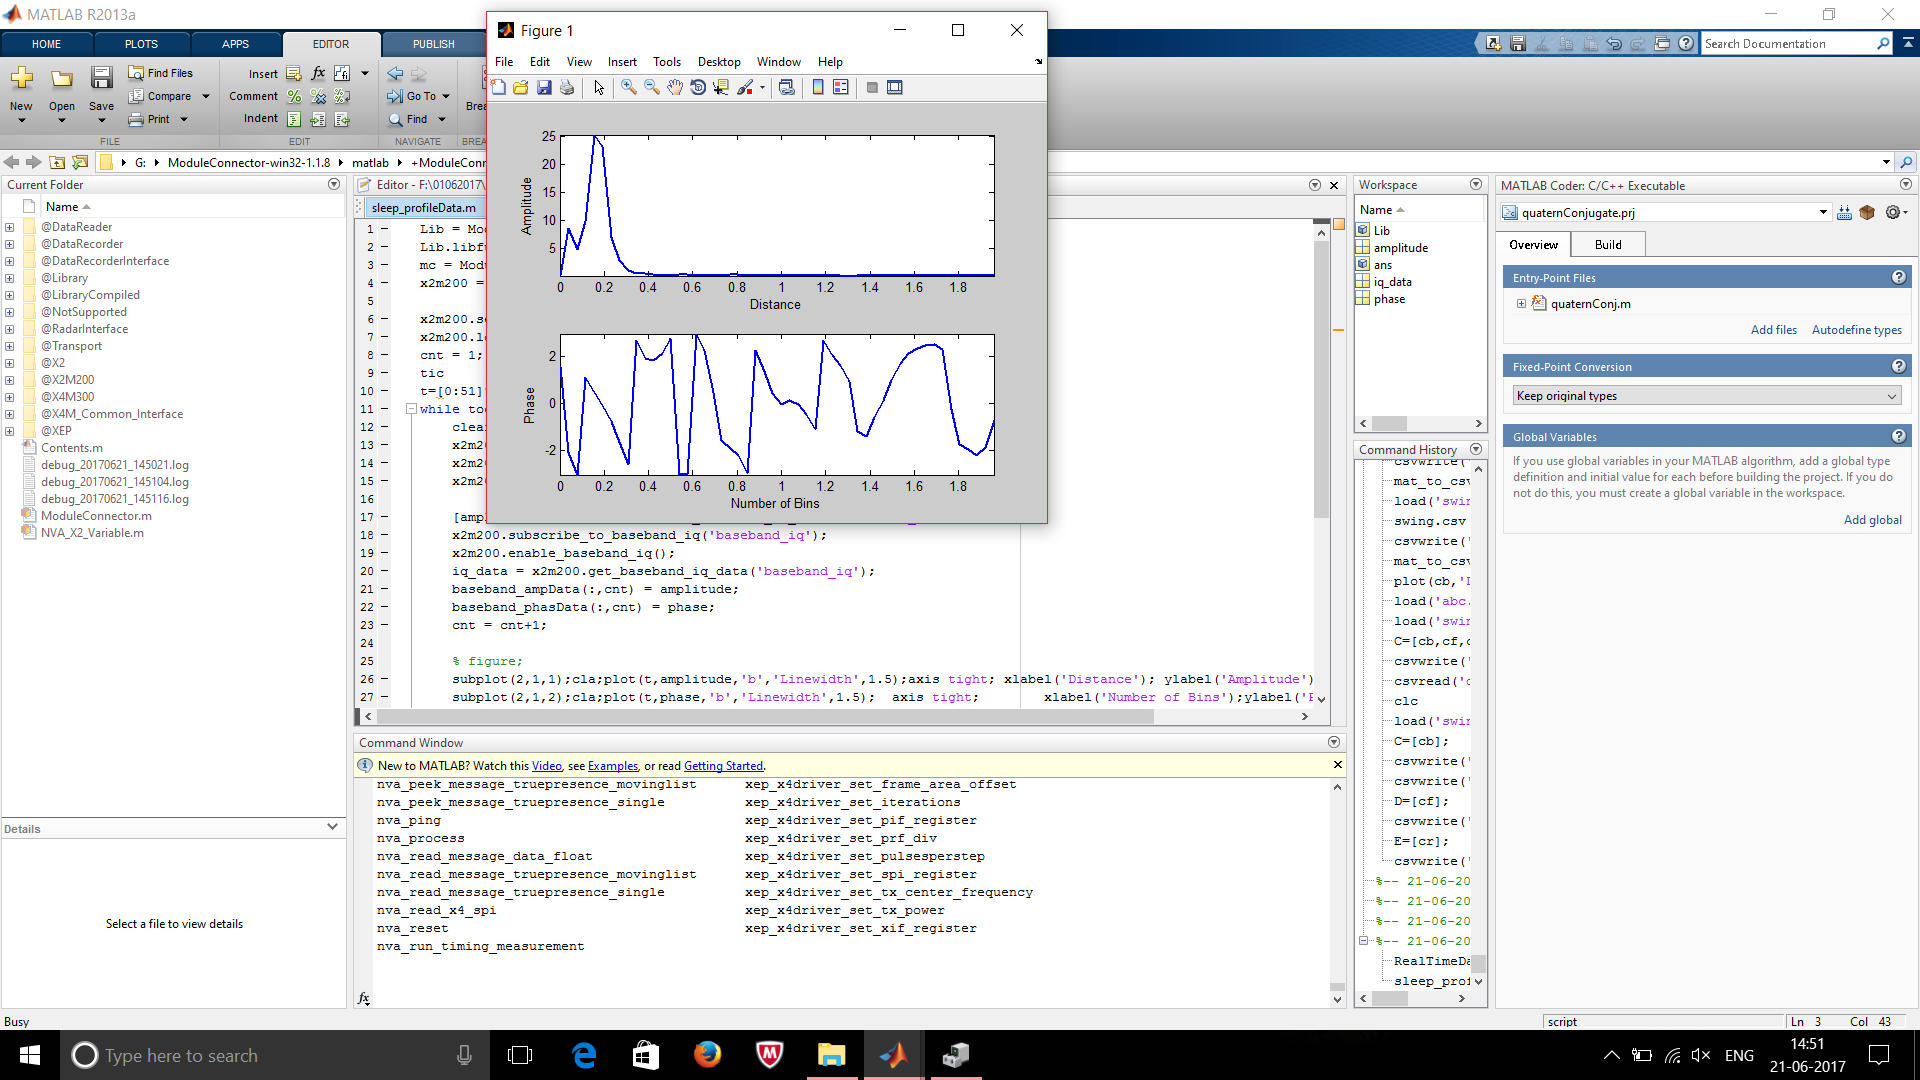 MATLAB R2013a
HOME
PLOTS
APPS
EDITOR
PUBLISH
Search Documentation
New
Open
Save
Find Files
Compare
Print
Insert
Comment
Indent
fx
Go To
Find
FILE
EDIT
NAVIGATE
G:
ModuleConnector-win32-1.1.8
matlab
Current Folder
Name
@DataReader
@DataRecorder
@DataRecorderInterface
@Library
@LibraryCompiled
@NotSupported
@RadarInterface
@Transport
@X2
@X2M200
@X4M300
@X4M_Common_Interface
@XEP
Contents.m
debug_20170621_145021.log
debug_20170621_145104.log
debug_20170621_145116.log
ModuleConnector.m
NVA_X2_Variable.m
Details
Select a file to view details
Busy
Figure 1
File Edit View Insert Tools Desktop Window Help
25
20
15
10
5
Amplitude
0 0.2 0.4 0.6 0.8 1 1.2 1.4 1.6 1.8
Distance
2
0
-2
Phase
0 0.2 0.4 0.6 0.8 1 1.2 1.4 1.6 1.8
Number of Bins
Editor - F:\01062017\
sleep_profileData.m
1 Lib = Mo
2 Lib.libf
3 mc = Mod
4 x2m200 =
5
6 x2m200.s
7 x2m200.l
8 cnt = 1;
9 tic
10 t=[0:51]
11 while to
12 clea
13 x2m2
14 x2m2
15 x2m2
16
17 [amp
18 x2m200.subscribe_to_baseband_iq('baseband_iq');
19 x2m200.enable_baseband_iq();
20 iq_data = x2m200.get_baseband_iq_data('baseband_iq');
21 baseband_ampData(:,cnt) = amplitude;
22 baseband_phasData(:,cnt) = phase;
23 cnt = cnt+1;
24
25 % figure;
26 subplot(2,1,1);cla;plot(t,amplitude,'b','Linewidth',1.5);axis tight; xlabel('Distance'); ylabel('Amplitude')
27 subplot(2,1,2);cla;plot(t,phase,'b','Linewidth',1.5); axis tight; xlabel('Number of Bins');ylabel('P
Command Window
New to MATLAB? Watch this Video, see Examples, or read Getting Started.
nva_peek_message_truepresence_movinglist xep_x4driver_set_frame_area_offset
nva_peek_message_truepresence_single xep_x4driver_set_iterations
nva_ping xep_x4driver_set_pif_register
nva_process xep_x4driver_set_prf_div
nva_read_message_data_float xep_x4driver_set_pulsesperstep
nva_read_message_truepresence_movinglist xep_x4driver_set_spi_register
nva_read_message_truepresence_single xep_x4driver_set_tx_center_frequency
nva_read_x4_spi xep_x4driver_set_tx_power
nva_reset xep_x4driver_set_xif_register
nva_run_timing_measurement
fx
Workspace
Name
Lib
amplitude
ans
iq_data
phase
Command History
csvwrite('
mat_to_csv
load('swin
swing.csv
csvwrite('
mat_to_csv
plot(cb,'
load('abc.
load('swin
C=[cb,cf,c
csvwrite('
csvread('c
clc
load('swin
C=[cb];
csvwrite('
csvwrite('
D=[cf];
csvwrite('
E=[cr];
csvwrite('
%-- 21-06-20
%-- 21-06-20
%-- 21-06-20
%-- 21-06-20
RealTimeDa
sleep_prof
MATLAB Coder: C/C++ Executable
quaternConjugate.prj
Overview
Build
Entry-Point Files
quaternConj.m
Add files Autodefine types
Fixed-Point Conversion
Keep original types
Global Variables
If you use global variables in your MATLAB algorithm, add a global type
definition and initial value for each before building the project. If you do
not do this, you must create a global variable in the workspace.
Add global
script
Ln 3 Col 43
Type here to search
ENG
14:51
21-06-2017